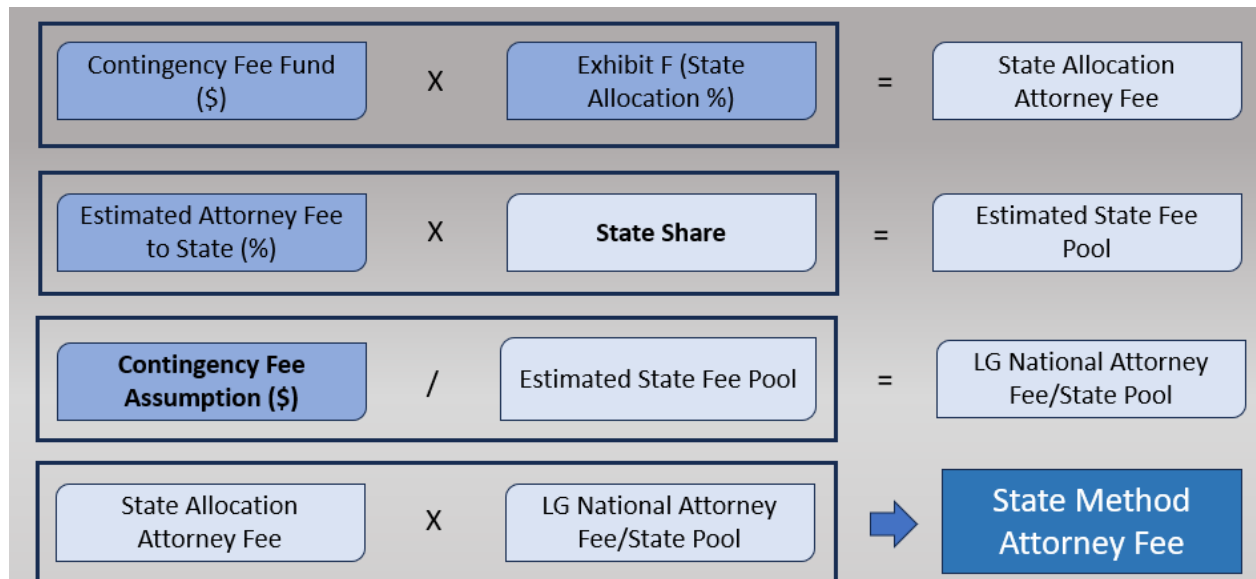 Contingency Fee Fund
($)
X
Exhibit F (State
Allocation %)
=
State Allocation
Attorney Fee
Estimated Attorney Fee
to State (%)
X
State Share
=
Estimated State Fee
Pool
Contingency Fee
Assumption ($)
/
Estimated State Fee Pool
=
LG National Attorney
Fee/State Pool
State Allocation
Attorney Fee
X
LG National Attorney
Fee/State Pool
State Method
Attorney Fee